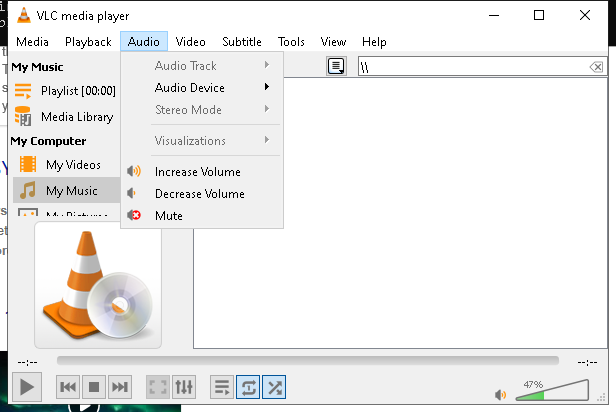 VLC media player
Media Playback Audio Video Subtitle Tools View Help
My Music
Playlist [00:00]
Media Library
My Computer
My Videos
My Music
My Pictures
Audio Track
Audio Device
Stereo Mode
Visualizations
Increase Volume
Decrease Volume
Mute
\\
--:--
--:--
47%